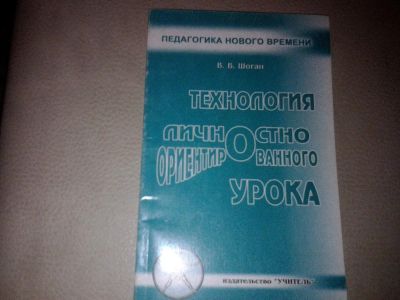 ПЕДАГОГИКА НОВОГО ВРЕМЕНИ
В. В. Шоган
ТЕХНОЛОГИЯ
ЛИЧНОСТНО
ОРИЕНТИРОВАННОГО
УРОКА
издательство "УЧИТЕЛЬ"